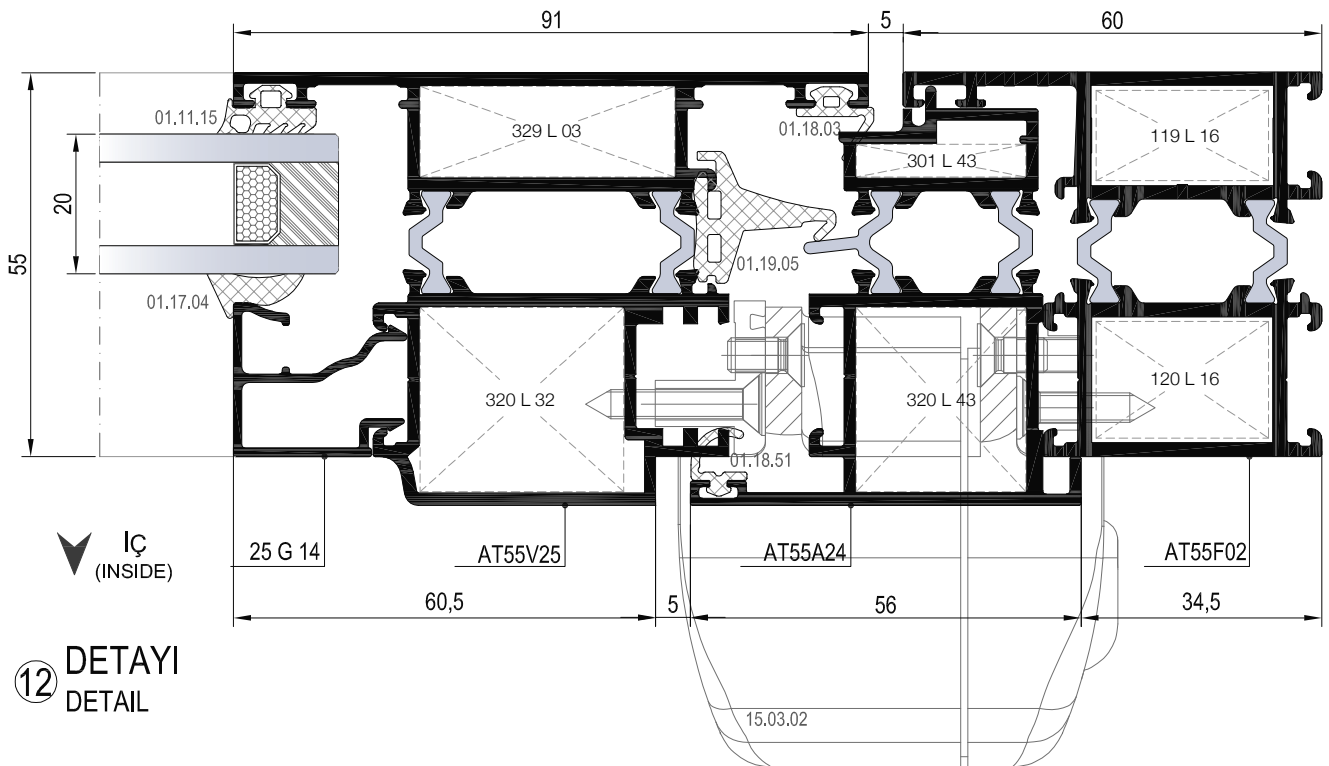 91
5
60
01.11.15
329 L 03
01.18.03
301 L 43
119 L 16
20
55
01.17.04
01.19.05
320 L 32
320 L 43
120 L 16
01.18.51
İÇ
(INSIDE)
25 G 14
AT55V25
AT55A24
AT55F02
60,5
5
56
34,5
12 DETAYI
DETAIL
15.03.02